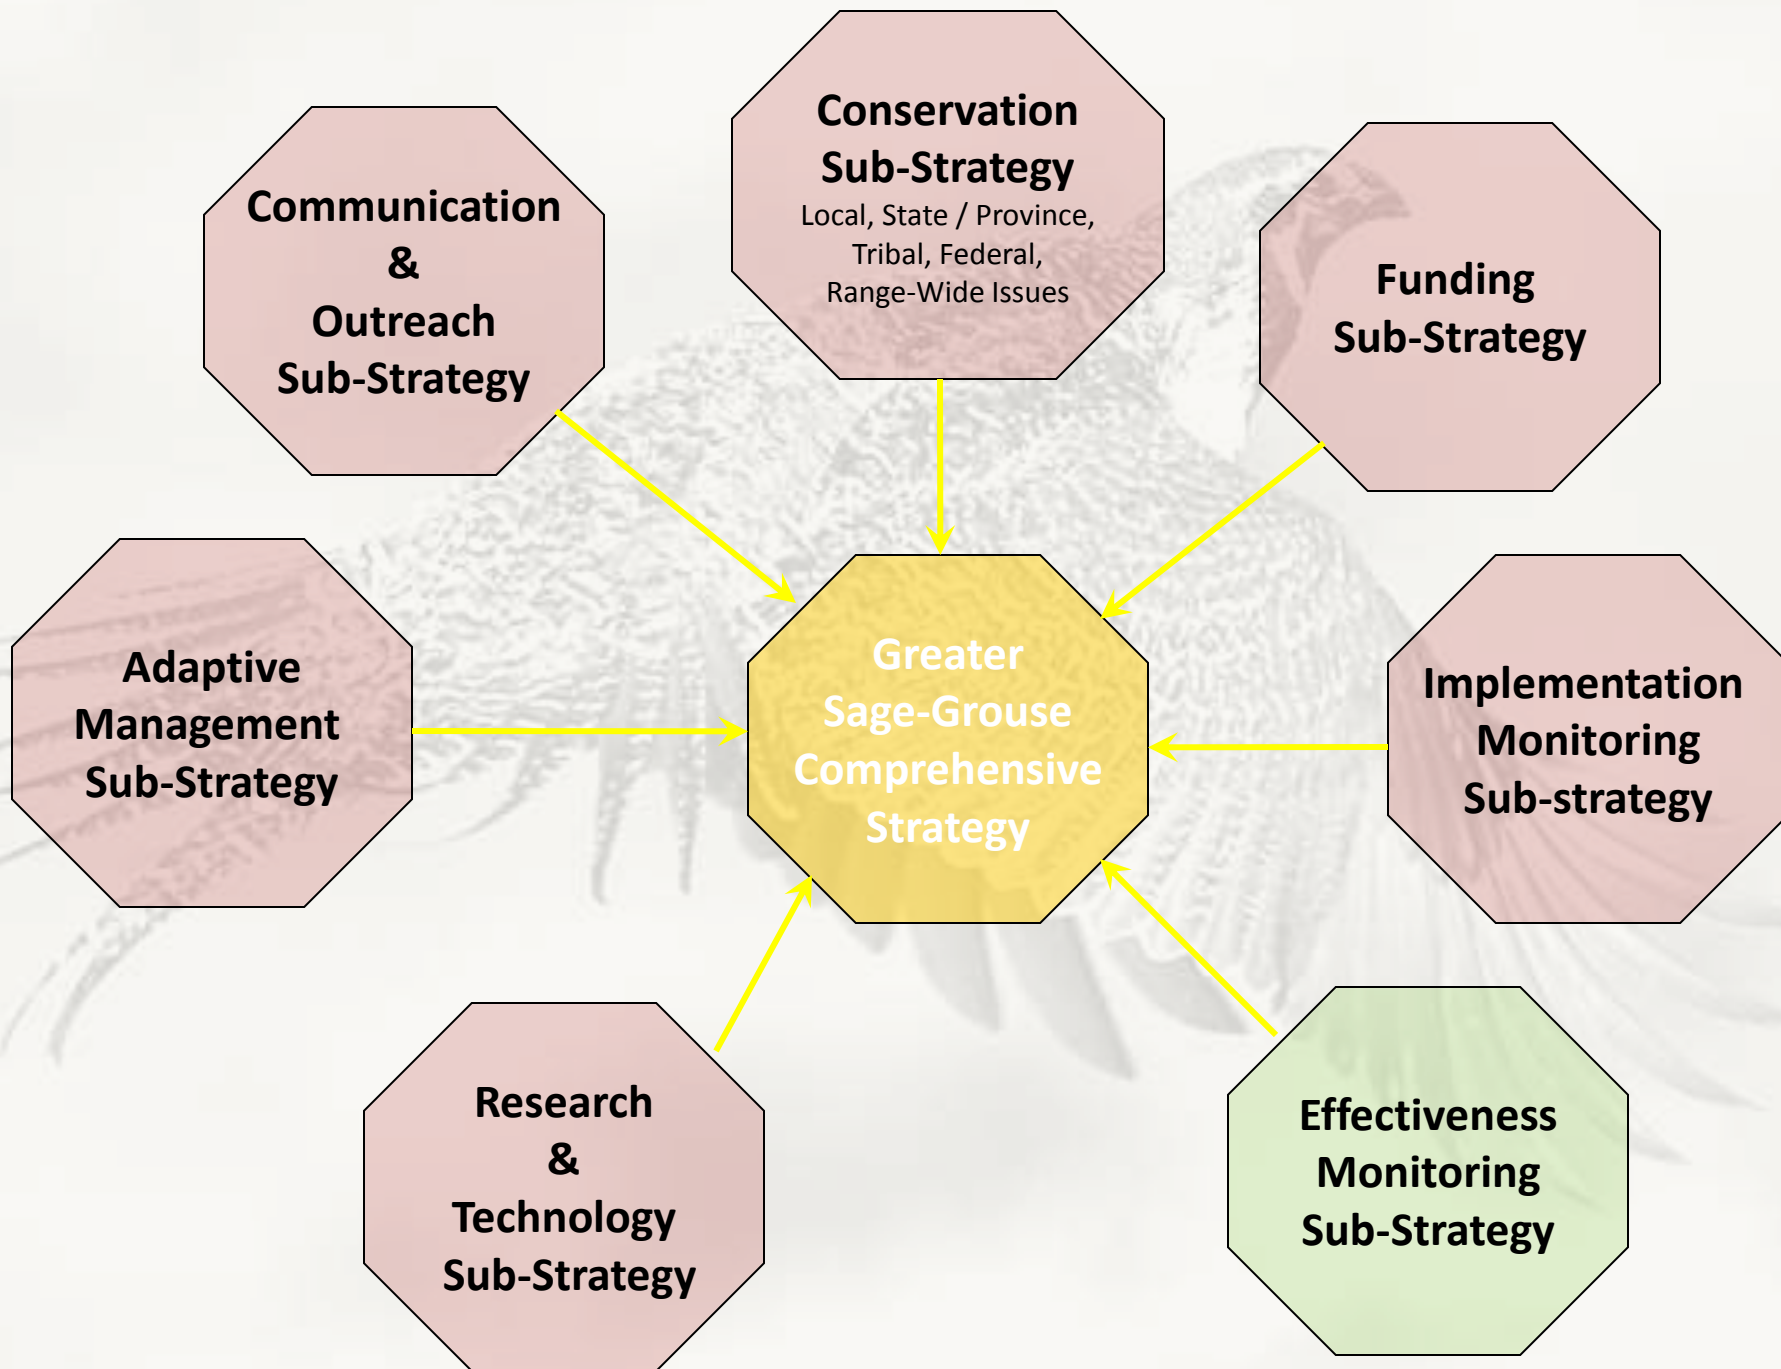 Conservation
Sub-Strategy
Local, State / Province,
Tribal, Federal,
Range-Wide Issues
Communication
&
Outreach
Sub-Strategy
Funding
Sub-Strategy
Adaptive
Management
Sub-Strategy
Greater
Sage-Grouse
Comprehensive
Strategy
Implementation
Monitoring
Sub-strategy
Research
&
Technology
Sub-Strategy
Effectiveness
Monitoring
Sub-Strategy